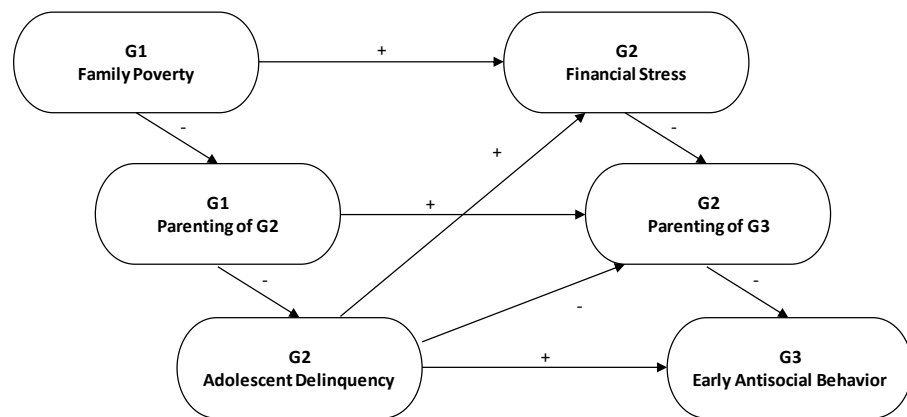 G1
Family Poverty
+
G2
Financial Stress
-
+
-
G1
Parenting of G2
+
G2
Parenting of G3
-
-
-
G2
Adolescent Delinquency
+
G3
Early Antisocial Behavior